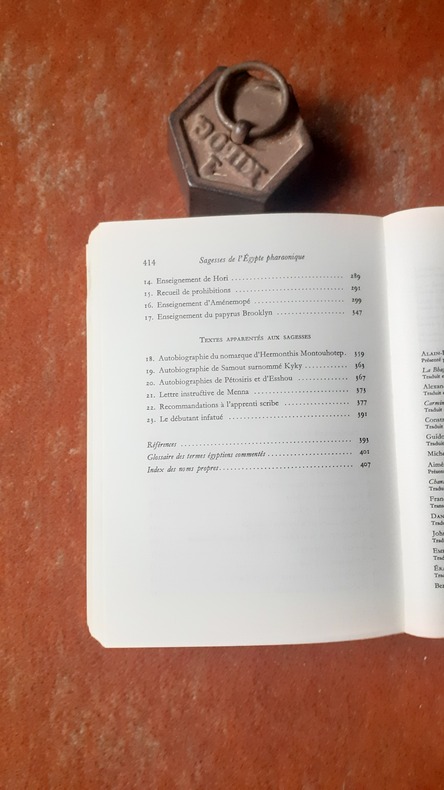 414 Sagesses de l'Égypte pharaonique
14. Enseignement de Hori 289
15. Recueil de prohibitions 291
16. Enseignement d'Aménémopé 299
17. Enseignement du papyrus Brooklyn 347
TEXTES APPARENTÉS AUX SAGESSES
18. Autobiographie du nomarque d'Hermonthis Montouhotep. 359
19. Autobiographie de Samout surnommé Kyky 363
20. Autobiographies de Pétosiris et d'Esshou 367
21. Lettre instructive de Menna 373
22. Recommandations à l'apprenti scribe 377
23. Le débutant infatué 391
Références 393
Glossaire des termes égyptiens commentés 401
Index des noms propres 407
1
KILOG